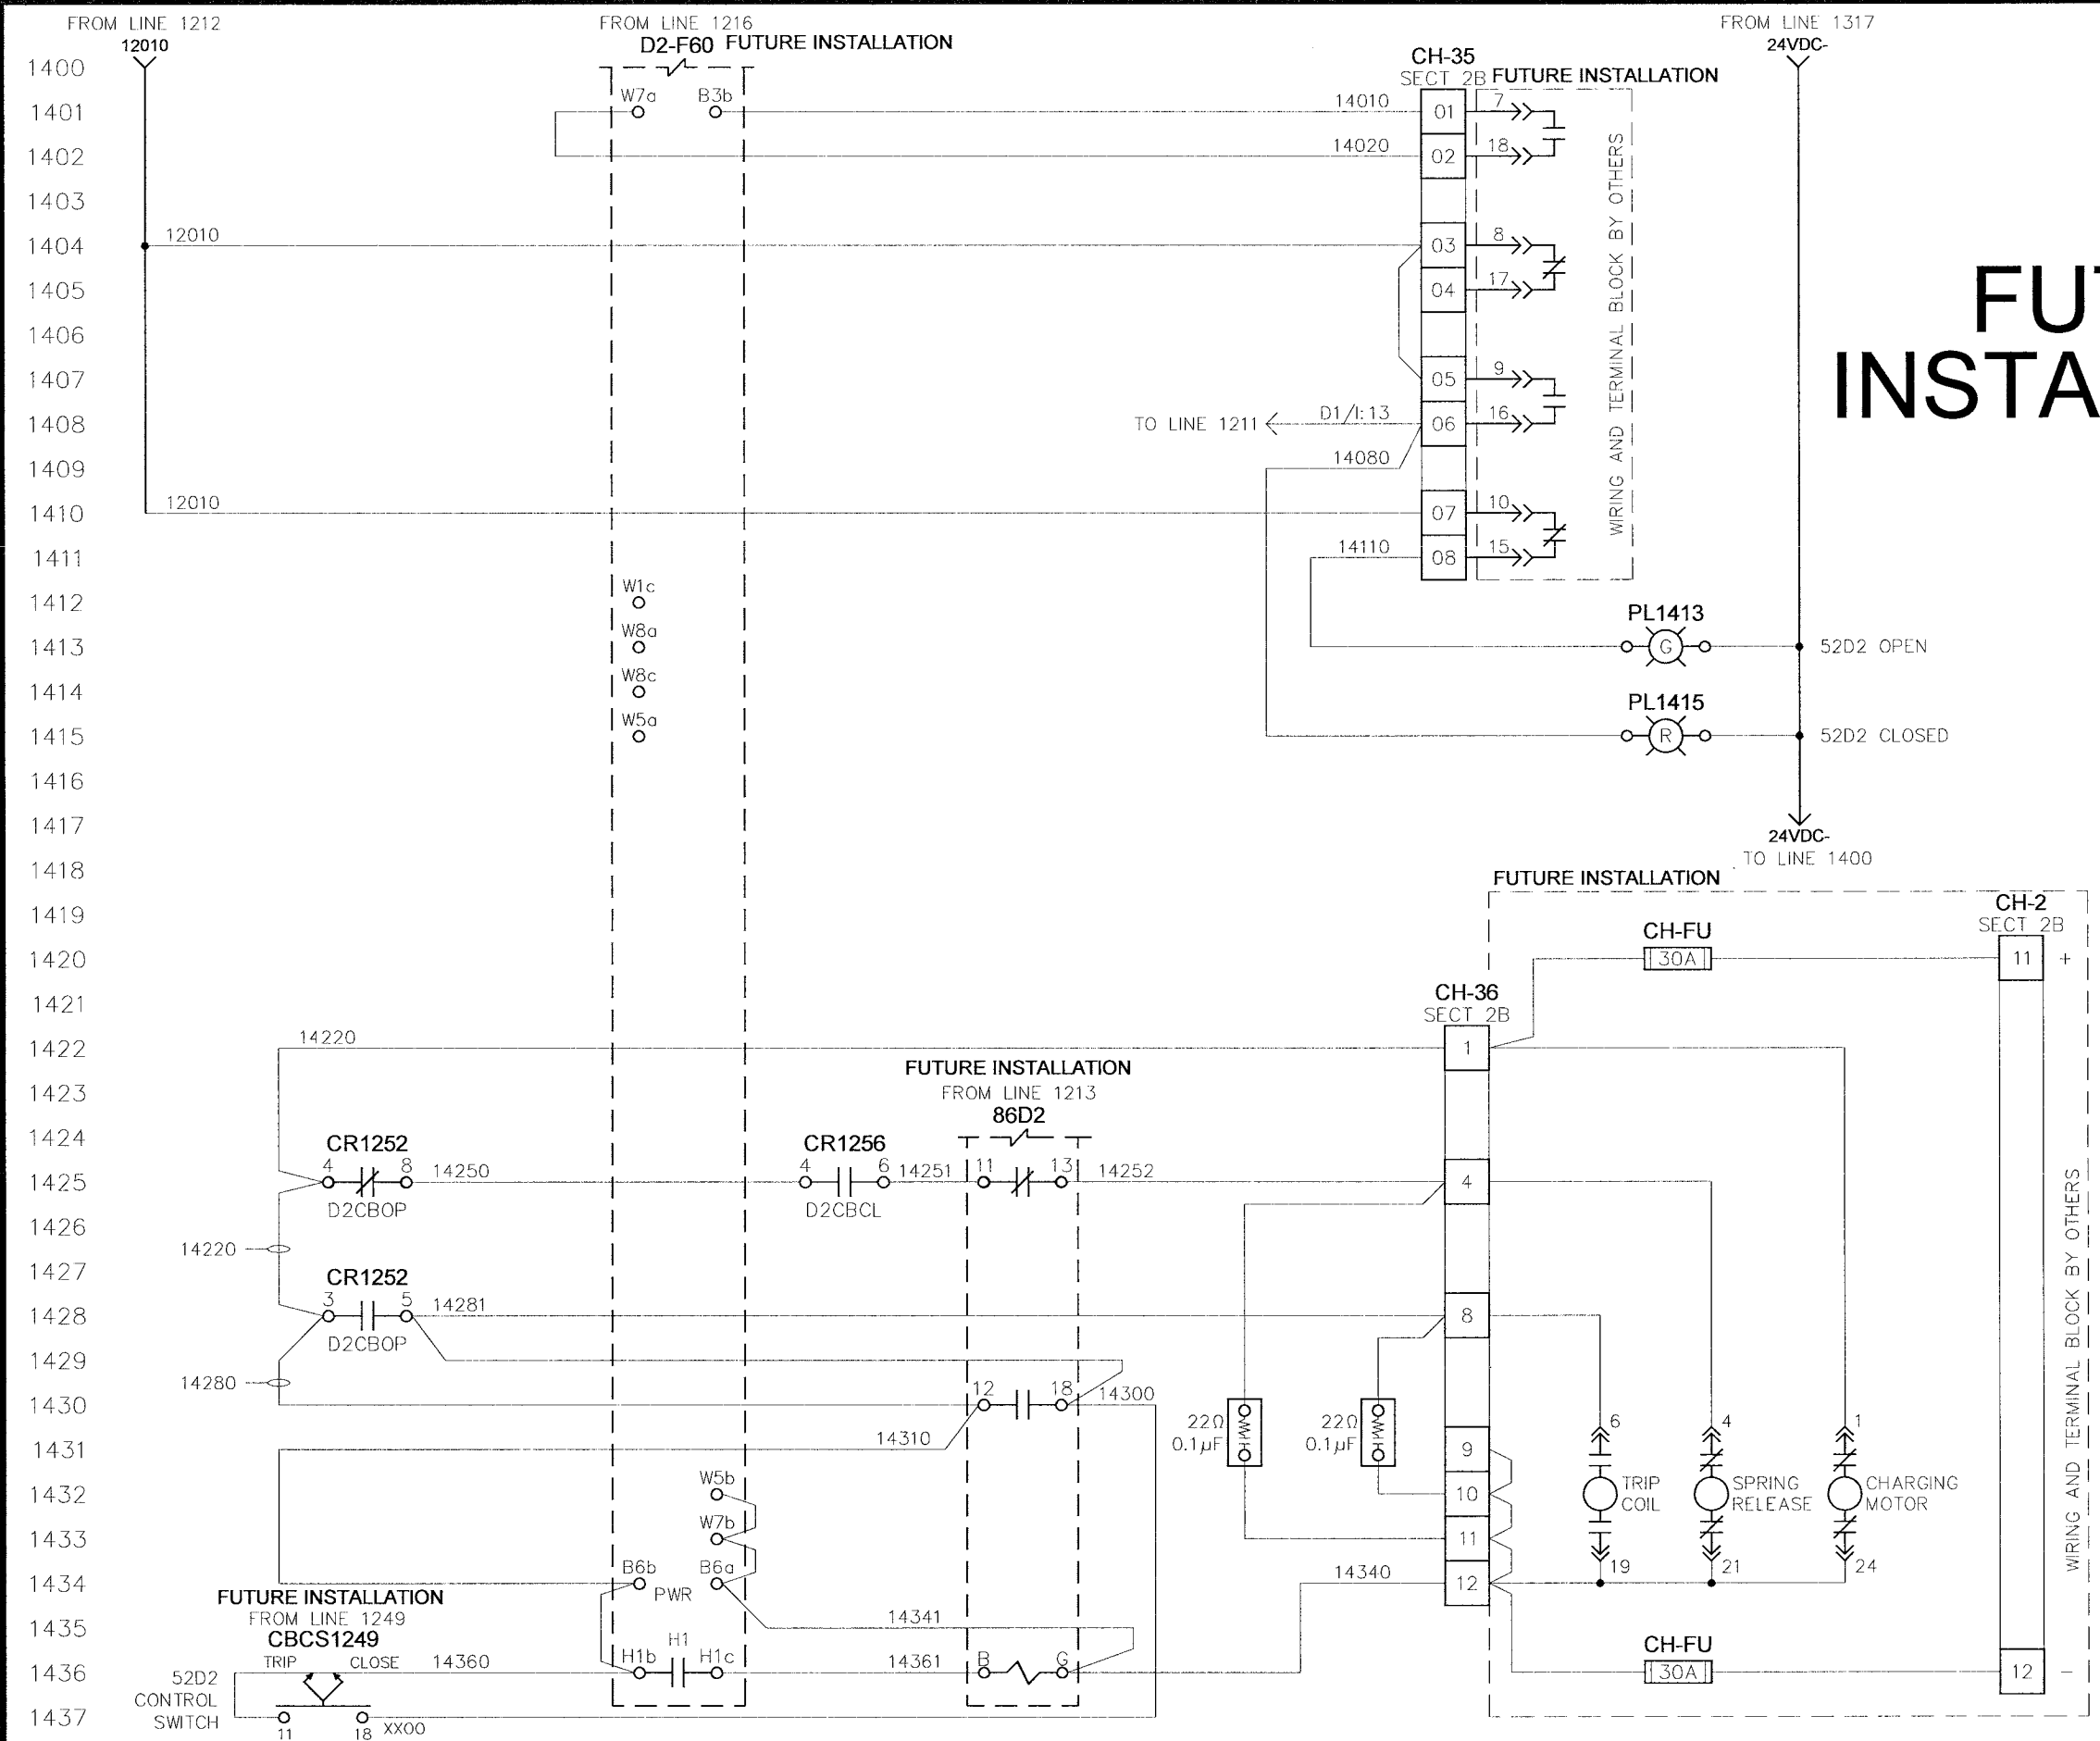 FROM LINE 1212
12010
FROM LINE 1216
D2-F60 FUTURE INSTALLATION
FROM LINE 1317
24VDC-
CH-35
SECT 2B FUTURE INSTALLATION
1400
1401 W7a B3b 14010 01 7
1402 14020 02 18
1403
1404 12010 03 8
1405 04 17
1406
1407 05 9
1408 TO LINE 1211 D1/I:13 06 16
1409 14080
1410 12010 07 10
1411 14110 08 15
WIRING AND TERMINAL BLOCK BY OTHERS
FUT
INSTA
1412 W1c
PL1413
1413 W8a G 52D2 OPEN
1414 W8c
PL1415
1415 W5a R 52D2 CLOSED
1416
1417
24VDC-
TO LINE 1400
1418
FUTURE INSTALLATION
1419
CH-2
SECT 2B
CH-FU
1420 30A 11 +
1421
CH-36
SECT 2B
1422 14220 1
FUTURE INSTALLATION
1423 FROM LINE 1213
86D2
1424
CR1252 CR1256
1425 4 8 14250 4 6 14251 11 13 14252 4
D2CBOP D2CBCL
1426
14220
1427
CR1252
1428 3 5 14281 8
D2CBOP
1429
14280
1430 12 18 14300
22Ω
0.1µF
22Ω
0.1µF
6 4 1
1431 14310 9
1432 W5b 10
TRIP
COIL
SPRING
RELEASE
CHARGING
MOTOR
1433 W7b 11
1434 B6b PWR B6a 14340 12 19 21 24
WIRING AND TERMINAL BLOCK BY OTHERS
FUTURE INSTALLATION
FROM LINE 1249
1435 14341
CBCS1249
TRIP CLOSE
CH-FU
1436 14360 H1b H1 H1c 14361 B G 30A 12 -
52D2
CONTROL
SWITCH
1437 11 18 XX00